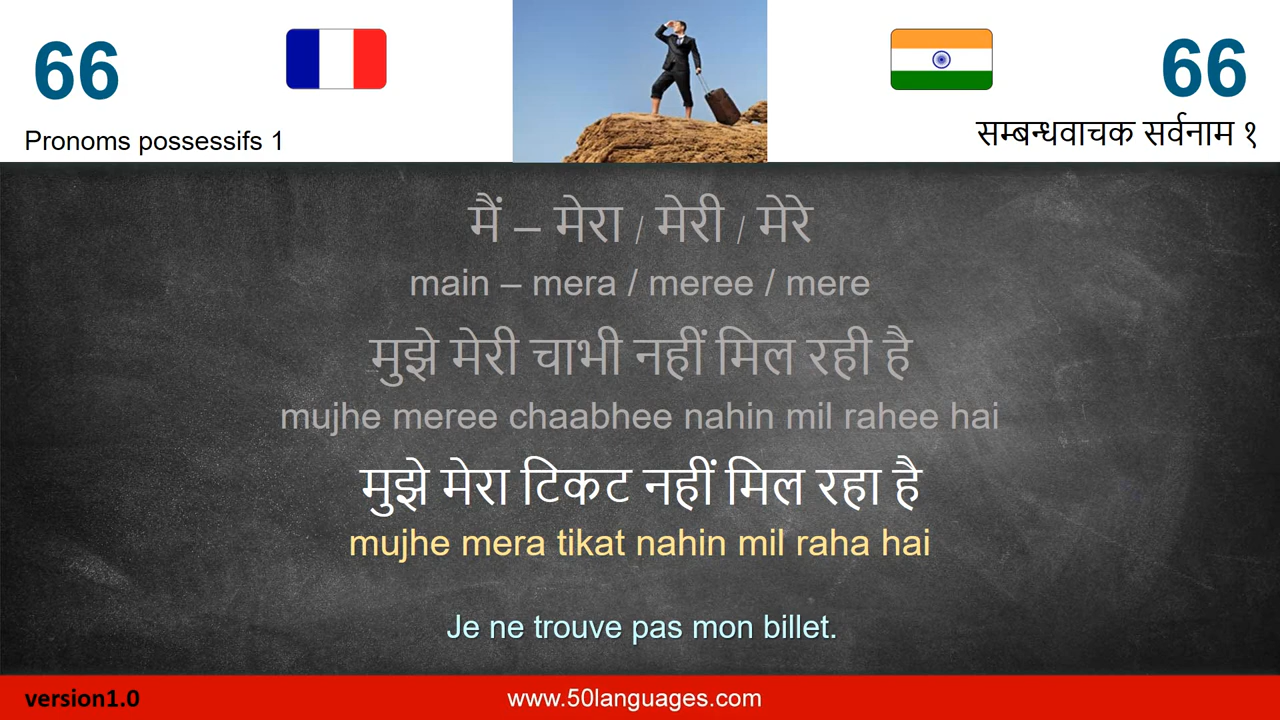 66
66
Pronoms possessifs 1
सम्बन्धवाचक सर्वनाम १
मैं – मेरा / मेरी / मेरे
main – mera / meree / mere
मुझे मेरी चाभी नहीं मिल रही है
mujhe meree chaabhee nahin mil rahee hai
मुझे मेरा टिकट नहीं मिल रहा है
mujhe mera tikat nahin mil raha hai
Je ne trouve pas mon billet.
version1.0
www.50languages.com